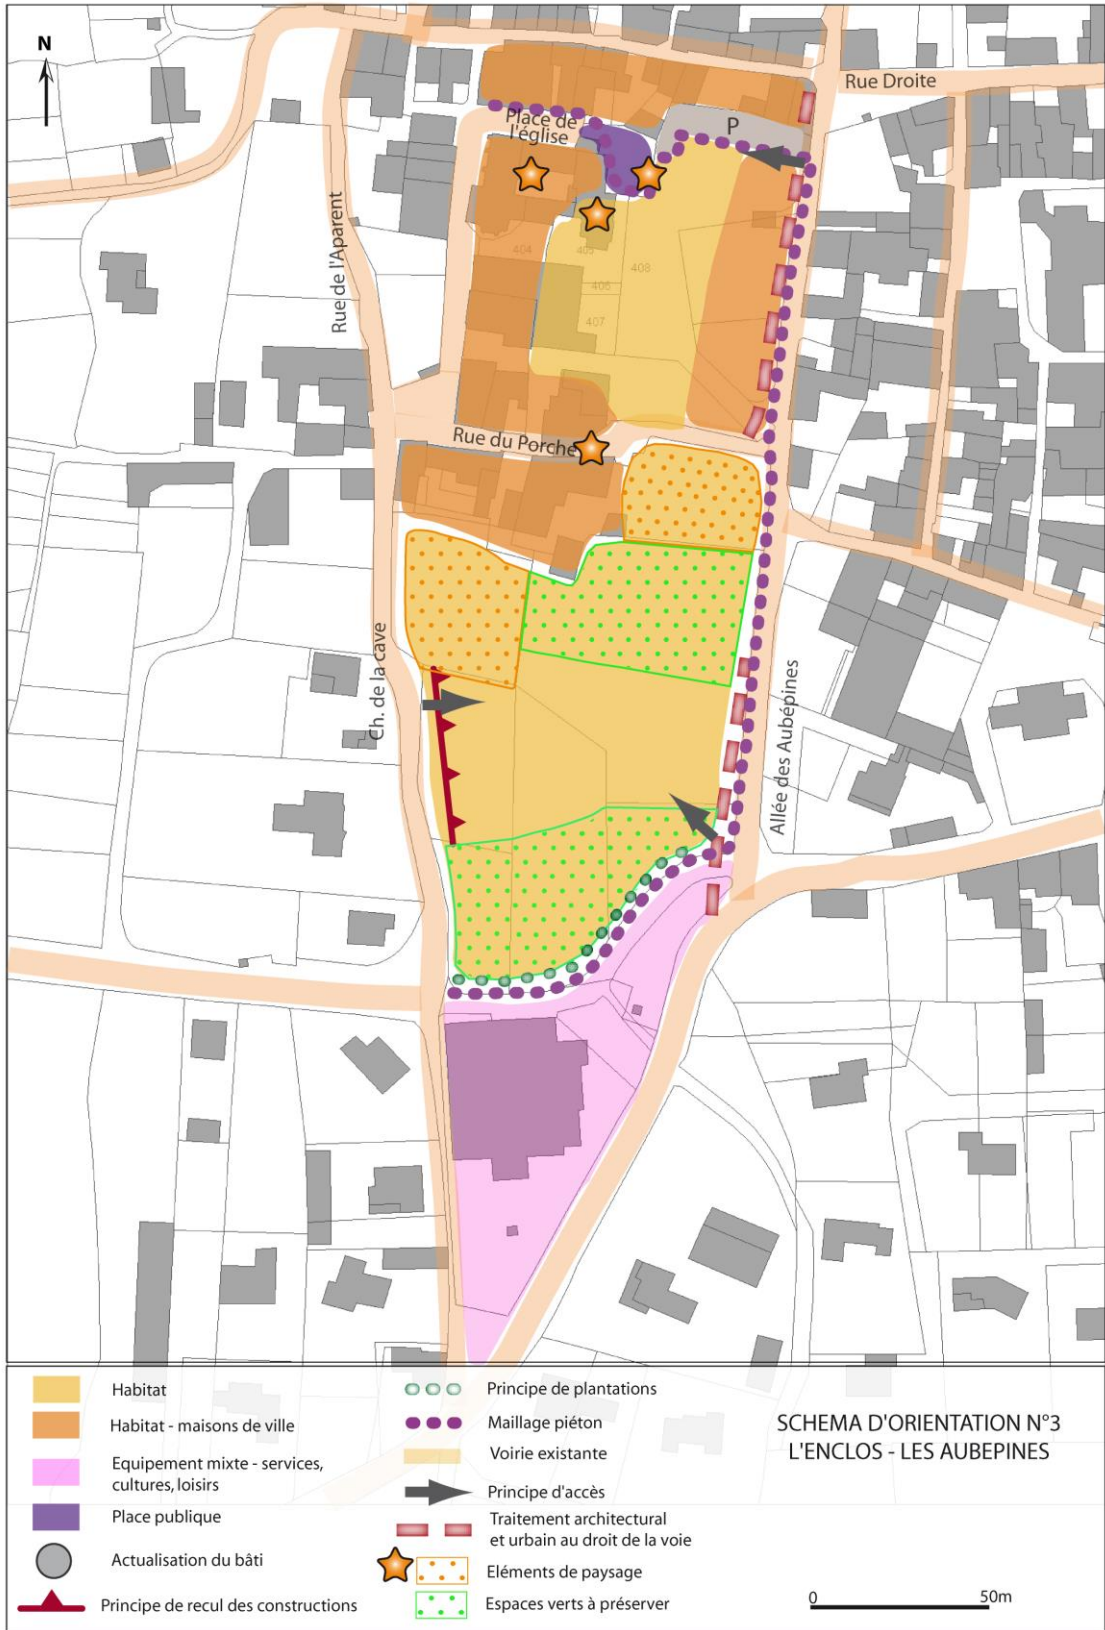 N
Rue Droite
P
Place de
l'église
Rue de l'Aparent
404
405
408
406
407
Rue du Porche
Ch. de la cave
Allée des Aubépines
Habitat
Habitat - maisons de ville
Equipement mixte - services,
cultures, loisirs
Place publique
Actualisation du bâti
Principe de recul des constructions
Principe de plantations
Maillage piéton
Voirie existante
Principe d'accès
Traitement architectural
et urbain au droit de la voie
Eléments de paysage
Espaces verts à préserver
SCHEMA D'ORIENTATION N°3
L'ENCLOS - LES AUBEPINES
0 50m